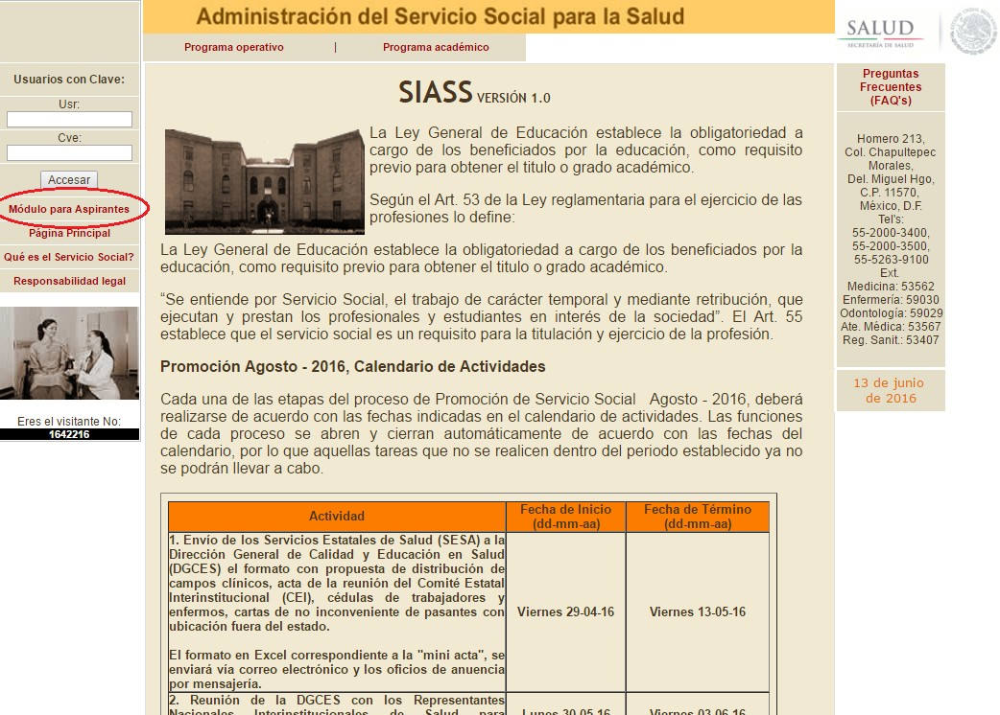 Administración del Servicio Social para la Salud
Programa operativo | Programa académico
SALUD
SECRETARÍA DE SALUD
Usuarios con Clave:
Usr:
Cve:
Accesar
Módulo para Aspirantes
Página Principal
Qué es el Servicio Social?
Responsabilidad legal
Eres el visitante No:
1642216
SIASS VERSIÓN 1.0
La Ley General de Educación establece la obligatoriedad a
cargo de los beneficiados por la educación, como requisito
previo para obtener el titulo o grado académico.
Según el Art. 53 de la Ley reglamentaria para el ejercicio de las
profesiones lo define:
La Ley General de Educación establece la obligatoriedad a cargo de los beneficiados por la
educación, como requisito previo para obtener el titulo o grado académico.
“Se entiende por Servicio Social, el trabajo de carácter temporal y mediante retribución, que
ejecutan y prestan los profesionales y estudiantes en interés de la sociedad”. El Art. 55
establece que el servicio social es un requisito para la titulación y ejercicio de la profesión.
Promoción Agosto - 2016, Calendario de Actividades
Cada una de las etapas del proceso de Promoción de Servicio Social Agosto - 2016, deberá
realizarse de acuerdo con las fechas indicadas en el calendario de actividades. Las funciones
de cada proceso se abren y cierran automáticamente de acuerdo con las fechas del
calendario, por lo que aquellas tareas que no se realicen dentro del periodo establecido ya no
se podrán llevar a cabo.
Actividad
Fecha de Inicio
(dd-mm-aa)
Fecha de Término
(dd-mm-aa)
1. Envío de los Servicios Estatales de Salud (SESA) a la
Dirección General de Calidad y Educación en Salud
(DGCES) el formato con propuesta de distribución de
campos clínicos, acta de la reunión del Comité Estatal
Interinstitucional (CEI), cédulas de trabajadores y
enfermos, cartas de no inconveniente de pasantes con
ubicación fuera del estado.
El formato en Excel correspondiente a la "mini acta", se
enviará vía correo electrónico y los oficios de anuencia
por mensajería.
Viernes 29-04-16
Viernes 13-05-16
2. Reunión de la DGCES con los Representantes
Nacionales Interinstitucionales de Salud para
Lunes 30-05-16
Viernes 03-06-16
Preguntas
Frecuentes
(FAQ's)
Homero 213,
Col. Chapultepec
Morales,
Del. Miguel Hgo,
C.P. 11570,
México, D.F.
Tel's:
55-2000-3400,
55-2000-3500,
55-5263-9100
Ext.
Medicina: 53562
Enfermería: 59030
Odontología: 59029
Ate. Médica: 53567
Reg. Sanit.: 53407
13 de junio
de 2016